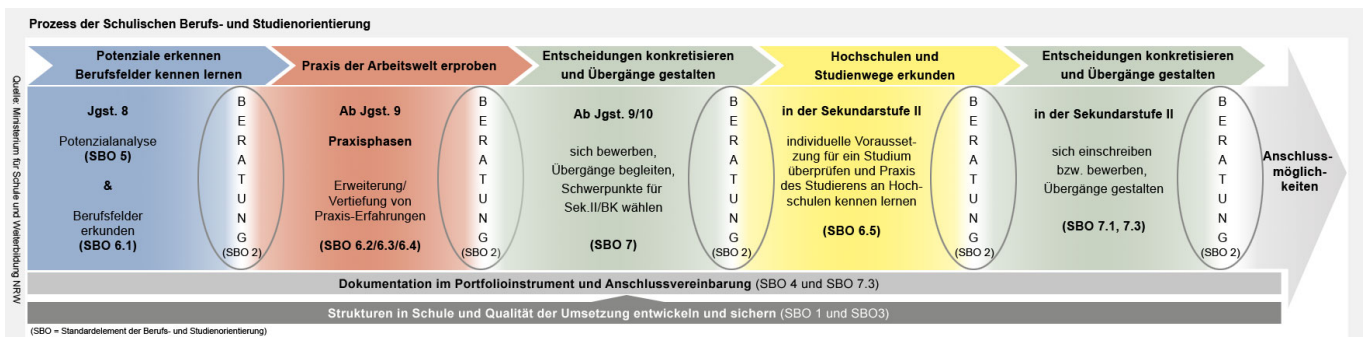 Prozess der Schulischen Berufs- und Studienorientierung
Potenziale erkennen
Berufsfelder kennen lernen
Praxis der Arbeitswelt erproben
Entscheidungen konkretisieren
und Übergänge gestalten
Hochschulen und
Studienwege erkunden
Entscheidungen konkretisieren
und Übergänge gestalten
Jgst. 8
Potenzialanalyse
(SBO 5)
&
Berufsfelder
erkunden
(SBO 6.1)
BERATUNG
(SBO 2)
Ab Jgst. 9
Praxisphasen
Erweiterung/
Vertiefung von
Praxis-Erfahrungen
(SBO 6.2/6.3/6.4)
BERATUNG
(SBO 2)
Ab Jgst. 9/10
sich bewerben,
Übergänge begleiten,
Schwerpunkte für
Sek.II/BK wählen
(SBO 7)
BERATUNG
(SBO 2)
in der Sekundarstufe II
individuelle Vorausset-
zung für ein Studium
überprüfen und Praxis
des Studierens an Hoch-
schulen kennen lernen
(SBO 6.5)
BERATUNG
(SBO 2)
in der Sekundarstufe II
sich einschreiben
bzw. bewerben,
Übergänge gestalten
(SBO 7.1, 7.3)
BERATUNG
(SBO 2)
Anschluss-
möglich-
keiten
Dokumentation im Portfolioinstrument und Anschlussvereinbarung (SBO 4 und SBO 7.3)
Strukturen in Schule und Qualität der Umsetzung entwickeln und sichern (SBO 1 und SBO3)
(SBO = Standardelement der Berufs- und Studienorientierung)
Quelle: Ministerium für Schule und Weiterbildung NRW